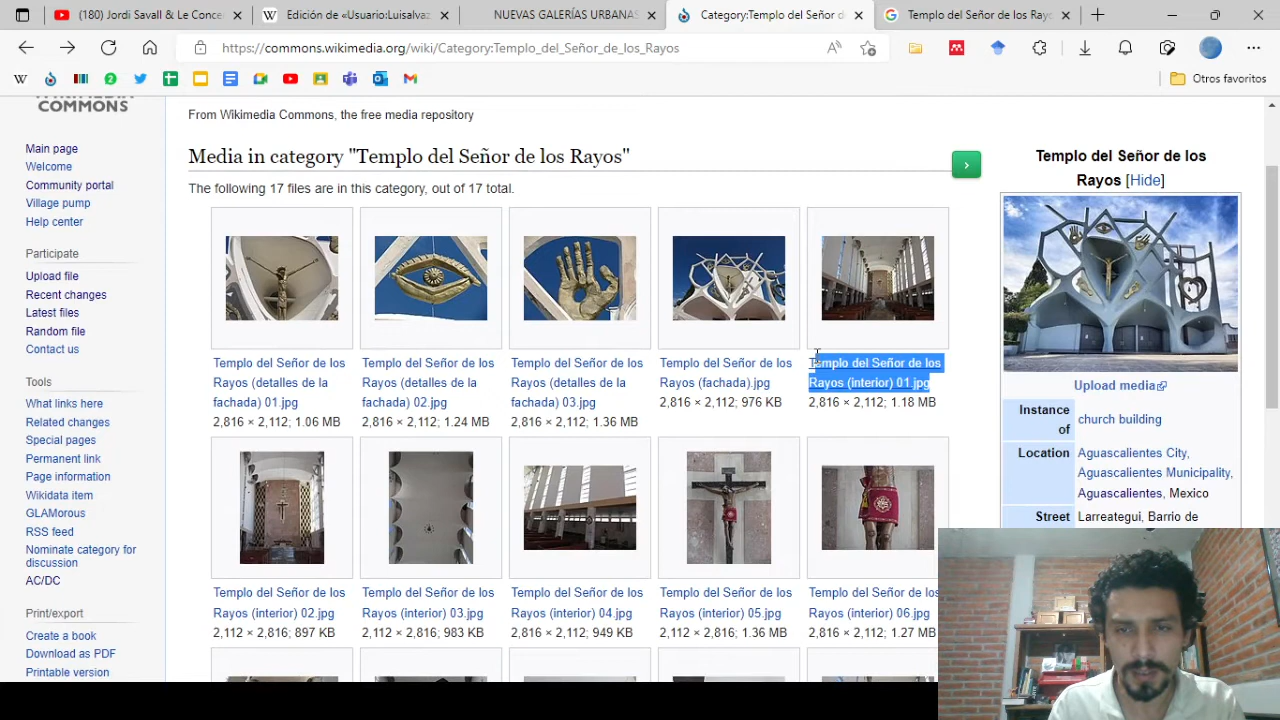 (180) Jordi Savall & Le Concer
Edición de «Usuario:Luisalvaz
NUEVAS GALERÍAS URBANAS
Category:Templo del Señor d
Templo del Señor de los Rayo
https://commons.wikimedia.org/wiki/Category:Templo_del_Señor_de_los_Rayos
Otros favoritos
COMMONS
Main page
Welcome
Community portal
Village pump
Help center
Participate
Upload file
Recent changes
Latest files
Random file
Contact us
Tools
What links here
Related changes
Special pages
Permanent link
Page information
Wikidata item
GLAMorous
RSS feed
Nominate category for
discussion
AC/DC
Print/export
Create a book
Download as PDF
Printable version
From Wikimedia Commons, the free media repository
Media in category "Templo del Señor de los Rayos"
The following 17 files are in this category, out of 17 total.
Templo del Señor de los
Rayos (detalles de la
fachada) 01.jpg
2,816 × 2,112; 1.06 MB
Templo del Señor de los
Rayos (detalles de la
fachada) 02.jpg
2,816 × 2,112; 1.24 MB
Templo del Señor de los
Rayos (detalles de la
fachada) 03.jpg
2,816 × 2,112; 1.36 MB
Templo del Señor de los
Rayos (fachada).jpg
2,816 × 2,112; 976 KB
Templo del Señor de los
Rayos (interior) 01.jpg
2,816 × 2,112; 1.18 MB
Templo del Señor de los
Rayos (interior) 02.jpg
2,112 × 2,816; 897 KB
Templo del Señor de los
Rayos (interior) 03.jpg
2,112 × 2,816; 983 KB
Templo del Señor de los
Rayos (interior) 04.jpg
2,816 × 2,112; 949 KB
Templo del Señor de los
Rayos (interior) 05.jpg
2,112 × 2,816; 1.36 MB
Templo del Señor de los
Rayos (interior) 06.jpg
2,816 × 2,112; 1.27 MB
Templo del Señor de los
Rayos [Hide]
Upload media
Instance
of
church building
Location
Aguascalientes City,
Aguascalientes Municipality,
Aguascalientes, Mexico
Street
Larreategui, Barrio de